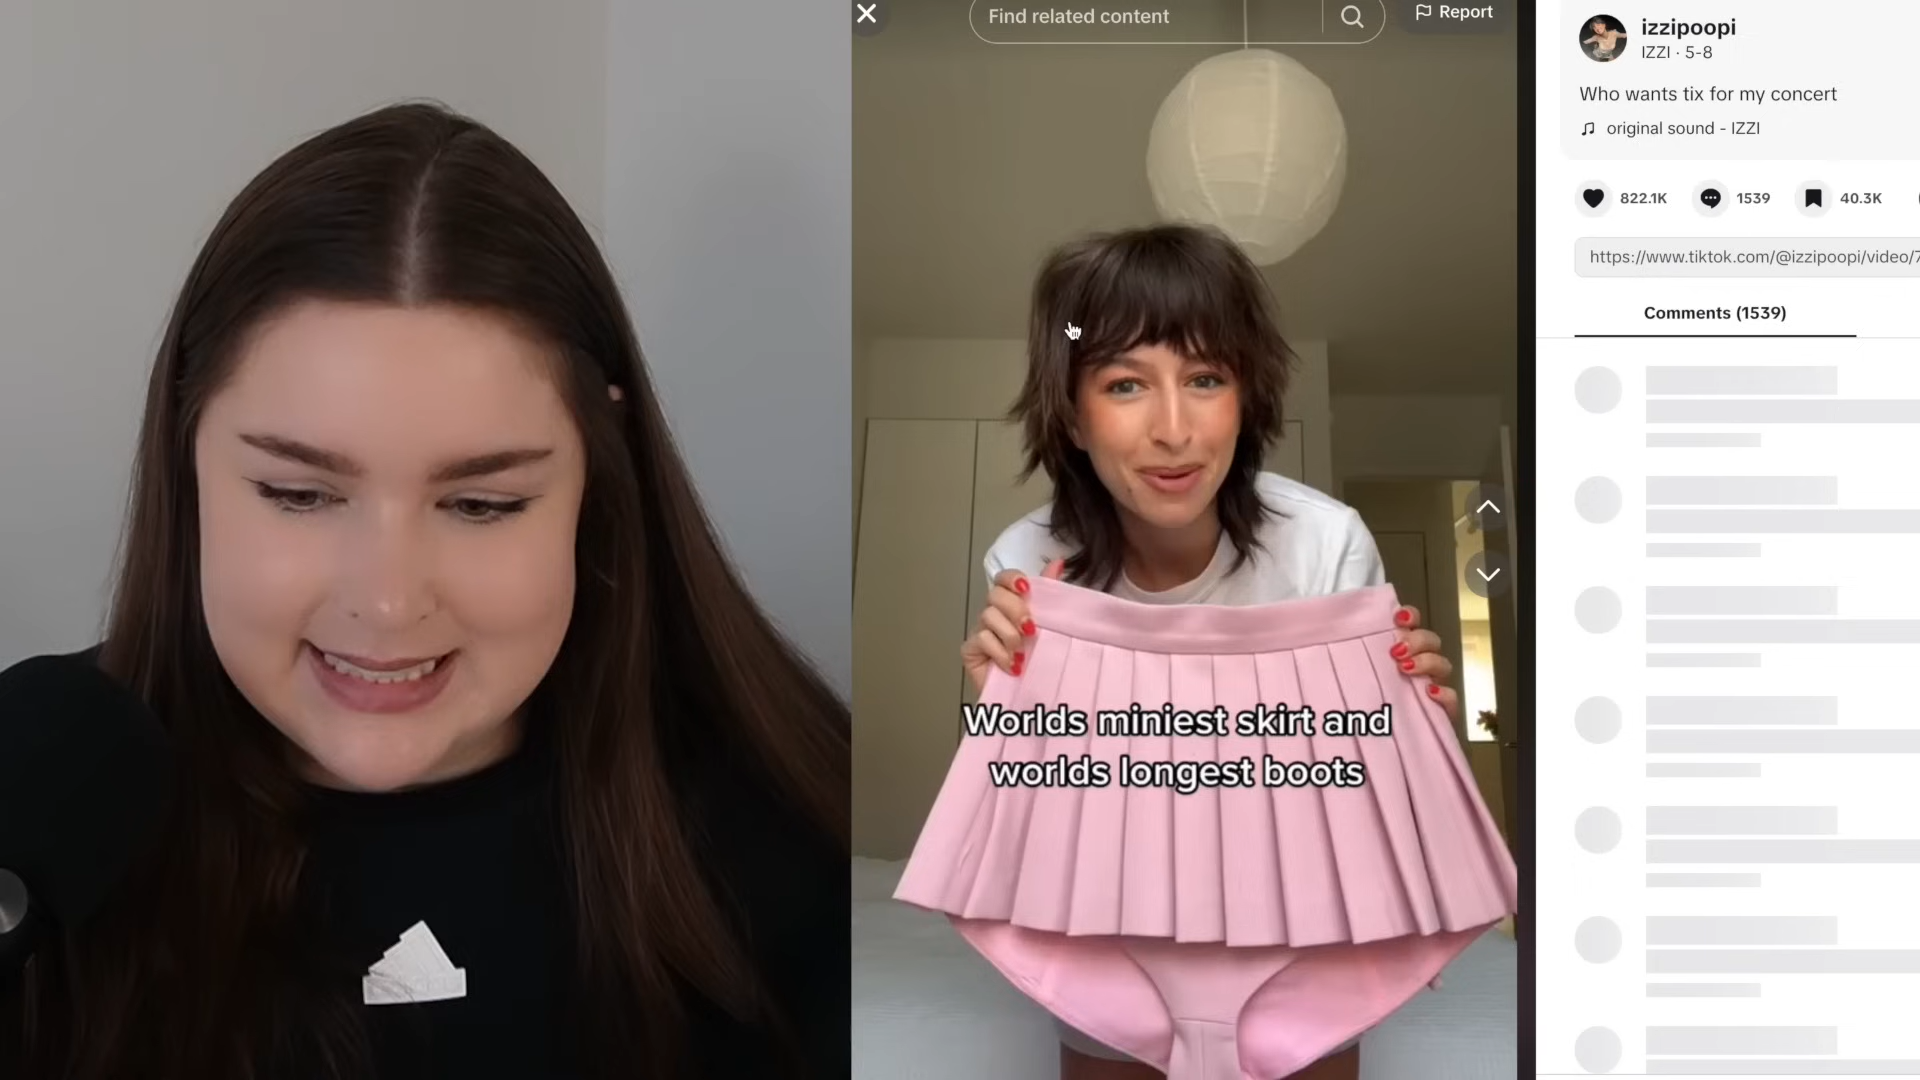 Find related content
Report
izzipoopi
IZZI · 5-8
Who wants tix for my concert
original sound - IZZI
822.1K
1539
40.3K
https://www.tiktok.com/@izzipoopi/video/7
Comments (1539)
Worlds miniest skirt and
worlds longest boots